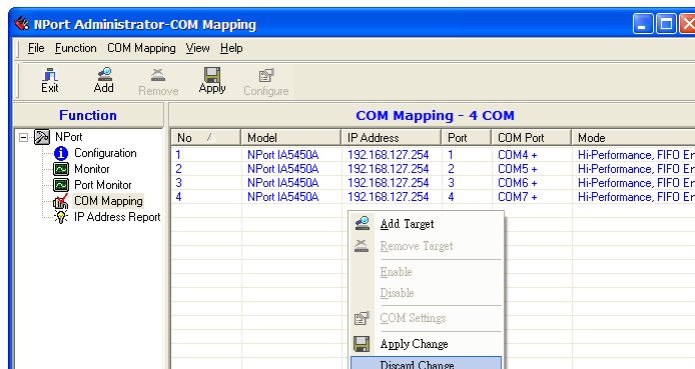 NPort Administrator-COM Mapping
File Function COM Mapping View Help
Exit Add Remove Apply Configure
Function
COM Mapping - 4 COM
NPort
Configuration
Monitor
Port Monitor
COM Mapping
IP Address Report
No Model IP Address Port COM Port Mode
1 NPort IA5450A 192.168.127.254 1 COM4 + Hi-Performance, FIFO En
2 NPort IA5450A 192.168.127.254 2 COM5 + Hi-Performance, FIFO En
3 NPort IA5450A 192.168.127.254 3 COM6 + Hi-Performance, FIFO En
4 NPort IA5450A 192.168.127.254 4 COM7 + Hi-Performance, FIFO En
Add Target
Remove Target
Enable
Disable
COM Settings
Apply Change
Discard Change